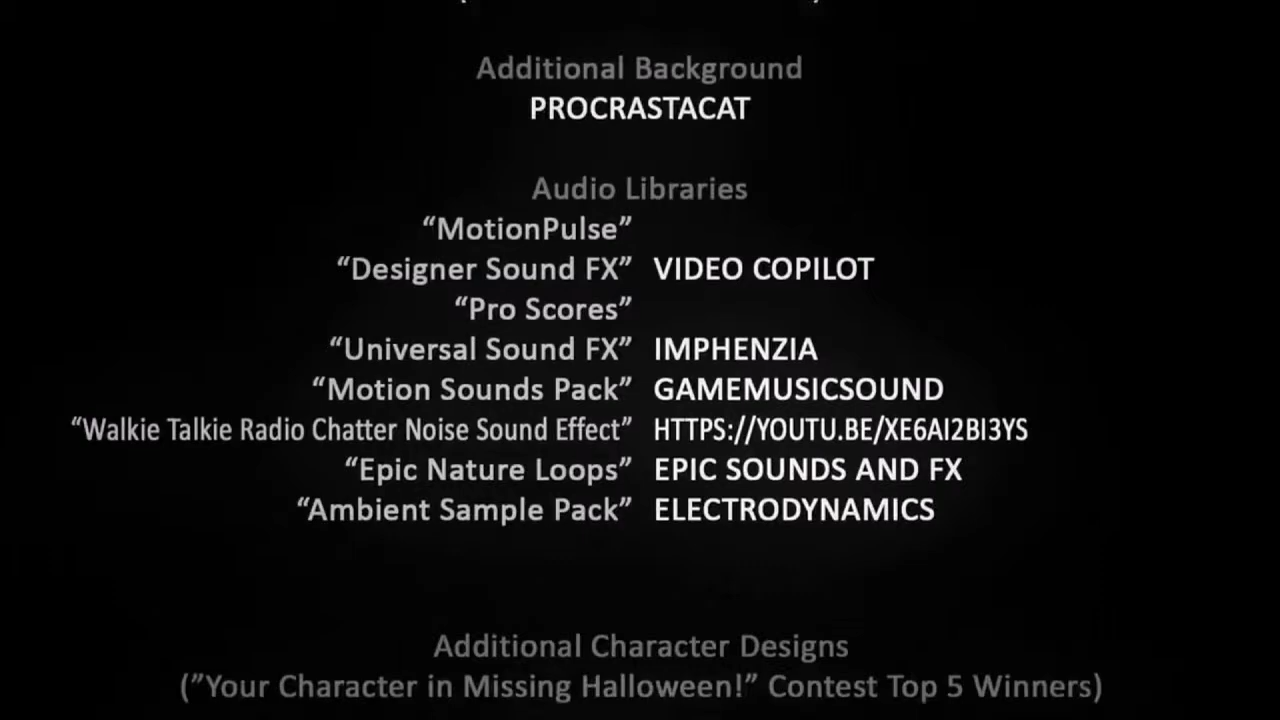 Additional Background
PROCRASTACAT
Audio Libraries
“MotionPulse”
“Designer Sound FX” VIDEO COPILOT
“Pro Scores”
“Universal Sound FX” IMPHENZIA
“Motion Sounds Pack” GAMEMUSICSOUND
“Walkie Talkie Radio Chatter Noise Sound Effect” HTTPS://YOUTU.BE/XE6AI2BI3YS
“Epic Nature Loops” EPIC SOUNDS AND FX
“Ambient Sample Pack” ELECTRODYNAMICS
Additional Character Designs
(”Your Character in Missing Halloween!” Contest Top 5 Winners)